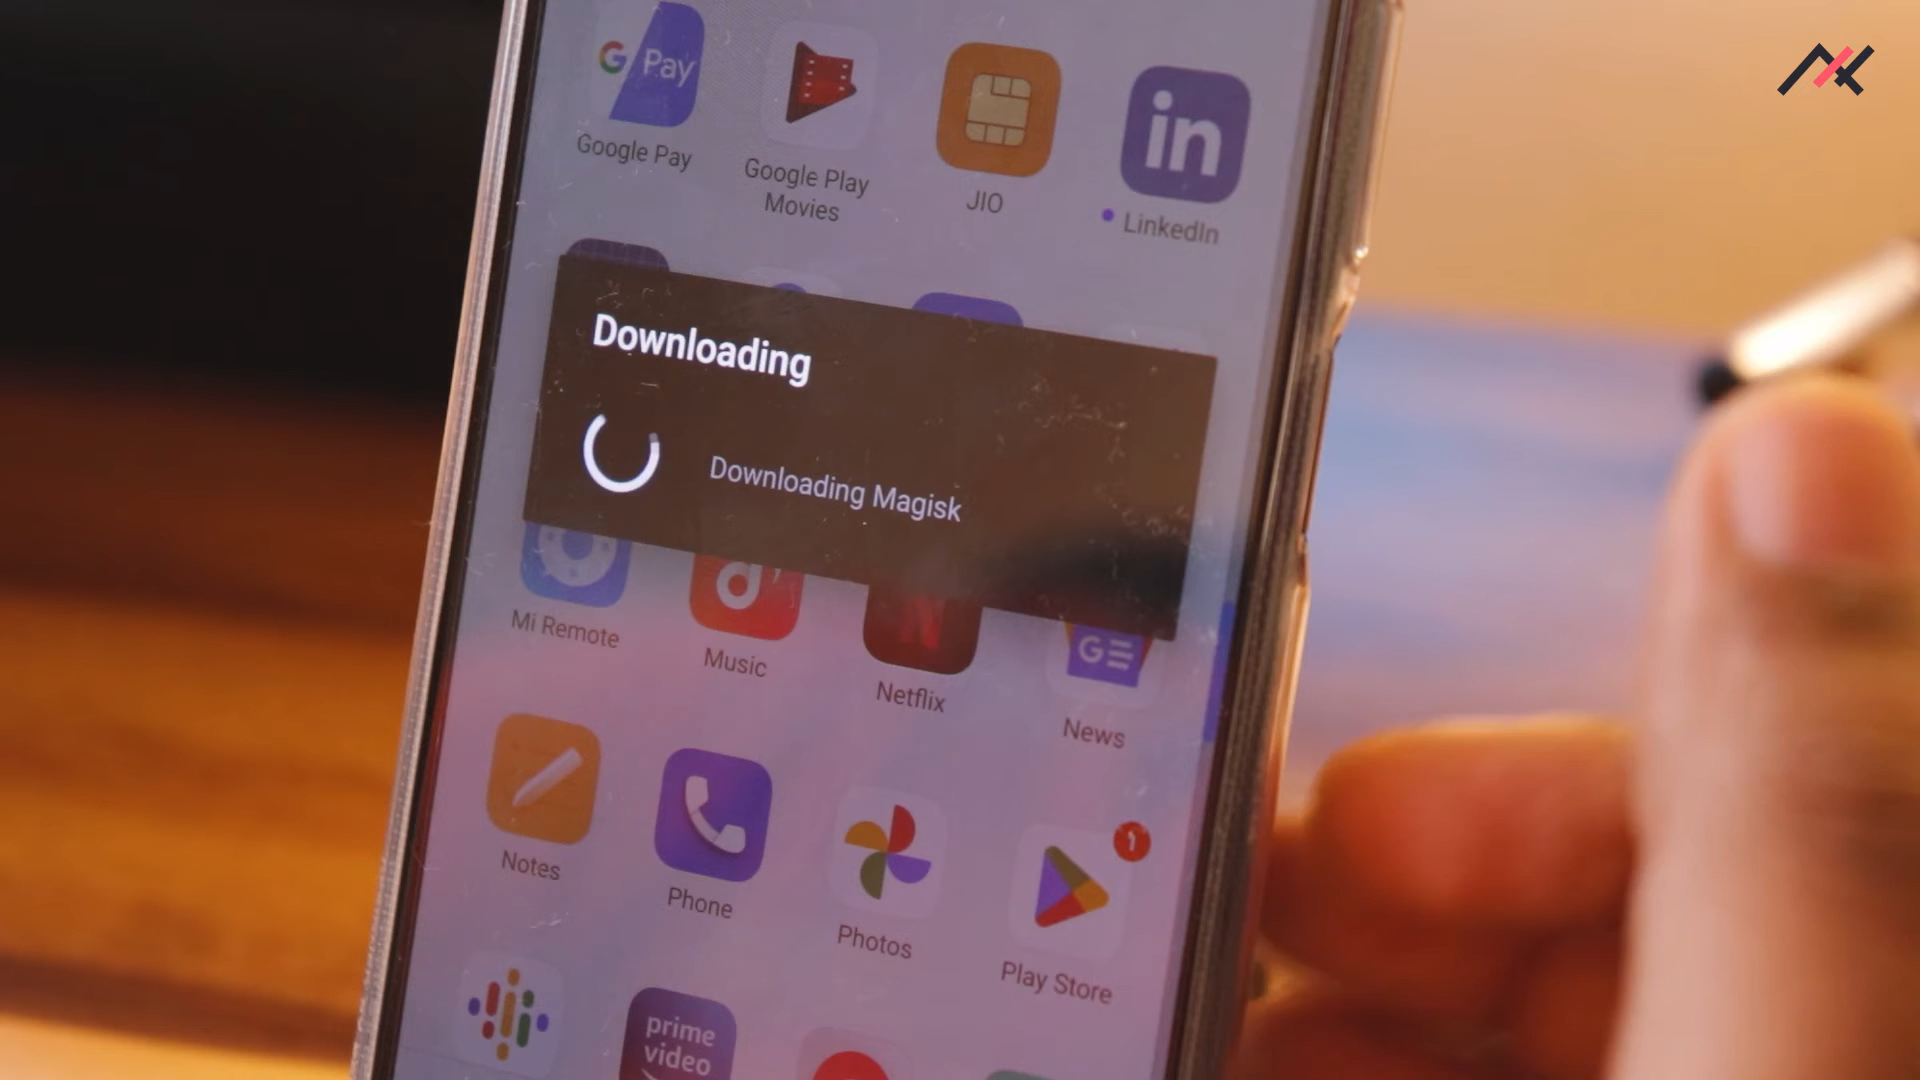 G Pay
Google Pay
Google Play
Movies
JIO
in
LinkedIn
Downloading
Downloading Magisk
Mi Remote
Music
N
Netflix
G
News
Notes
Phone
Photos
1
Play Store
prime
video